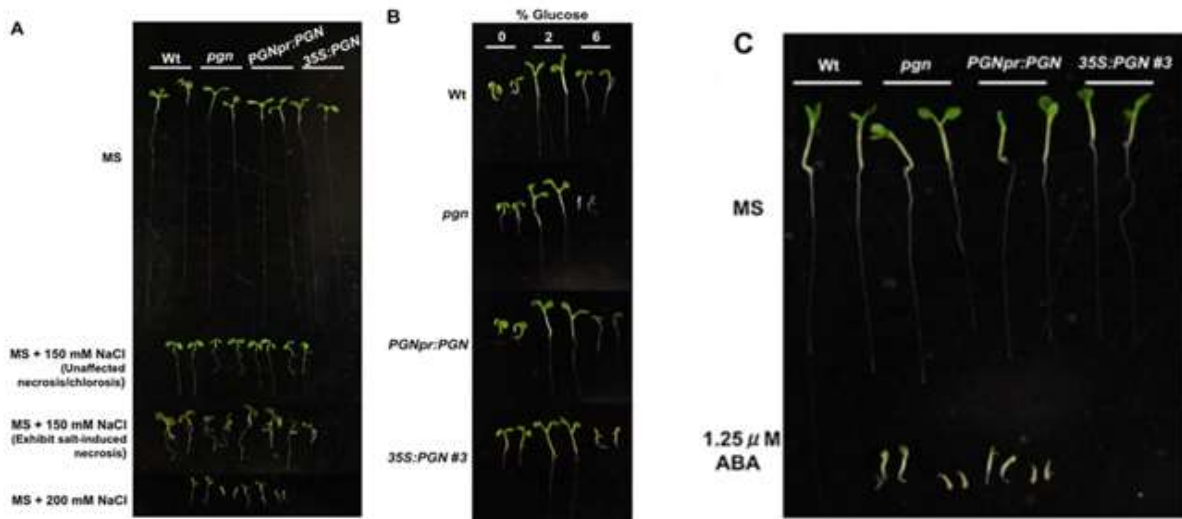 A
Wt pgn PGNpr:PGN 35S:PGN
MS
MS + 150 mM NaCl
(Unaffected
necrosis/chlorosis)
MS + 150 mM NaCl
(Exhibit salt-induced
necrosis)
MS + 200 mM NaCl
B
% Glucose
0 2 6
Wt
pgn
PGNpr:PGN
35S:PGN #3
C
Wt pgn PGNpr:PGN 35S:PGN #3
MS
1.25 μM
ABA